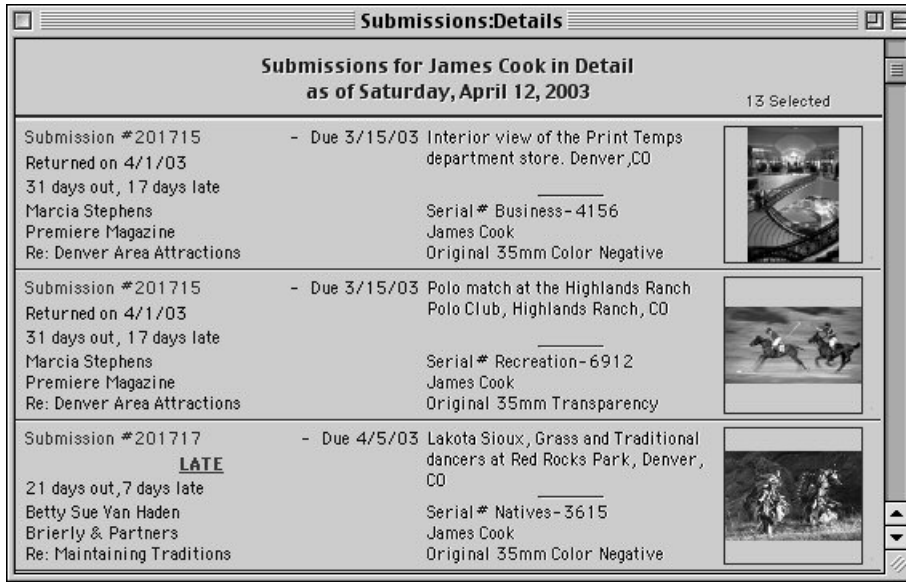 Submissions:Details
Submissions for James Cook in Detail
as of Saturday, April 12, 2003
13 Selected
Submission #201715 - Due 3/15/03
Returned on 4/1/03
31 days out, 17 days late
Marcia Stephens
Premiere Magazine
Re: Denver Area Attractions
Interior view of the Print Temps
department store. Denver,CO
Serial# Business-4156
James Cook
Original 35mm Color Negative
Submission #201715 - Due 3/15/03
Returned on 4/1/03
31 days out, 17 days late
Marcia Stephens
Premiere Magazine
Re: Denver Area Attractions
Polo match at the Highlands Ranch
Polo Club, Highlands Ranch, CO
Serial# Recreation-6912
James Cook
Original 35mm Transparency
Submission #201717 - Due 4/5/03
LATE
21 days out,7 days late
Betty Sue Van Haden
Brierly & Partners
Re: Maintaining Traditions
Lakota Sioux, Grass and Traditional
dancers at Red Rocks Park, Denver,
CO
Serial# Natives-3615
James Cook
Original 35mm Color Negative